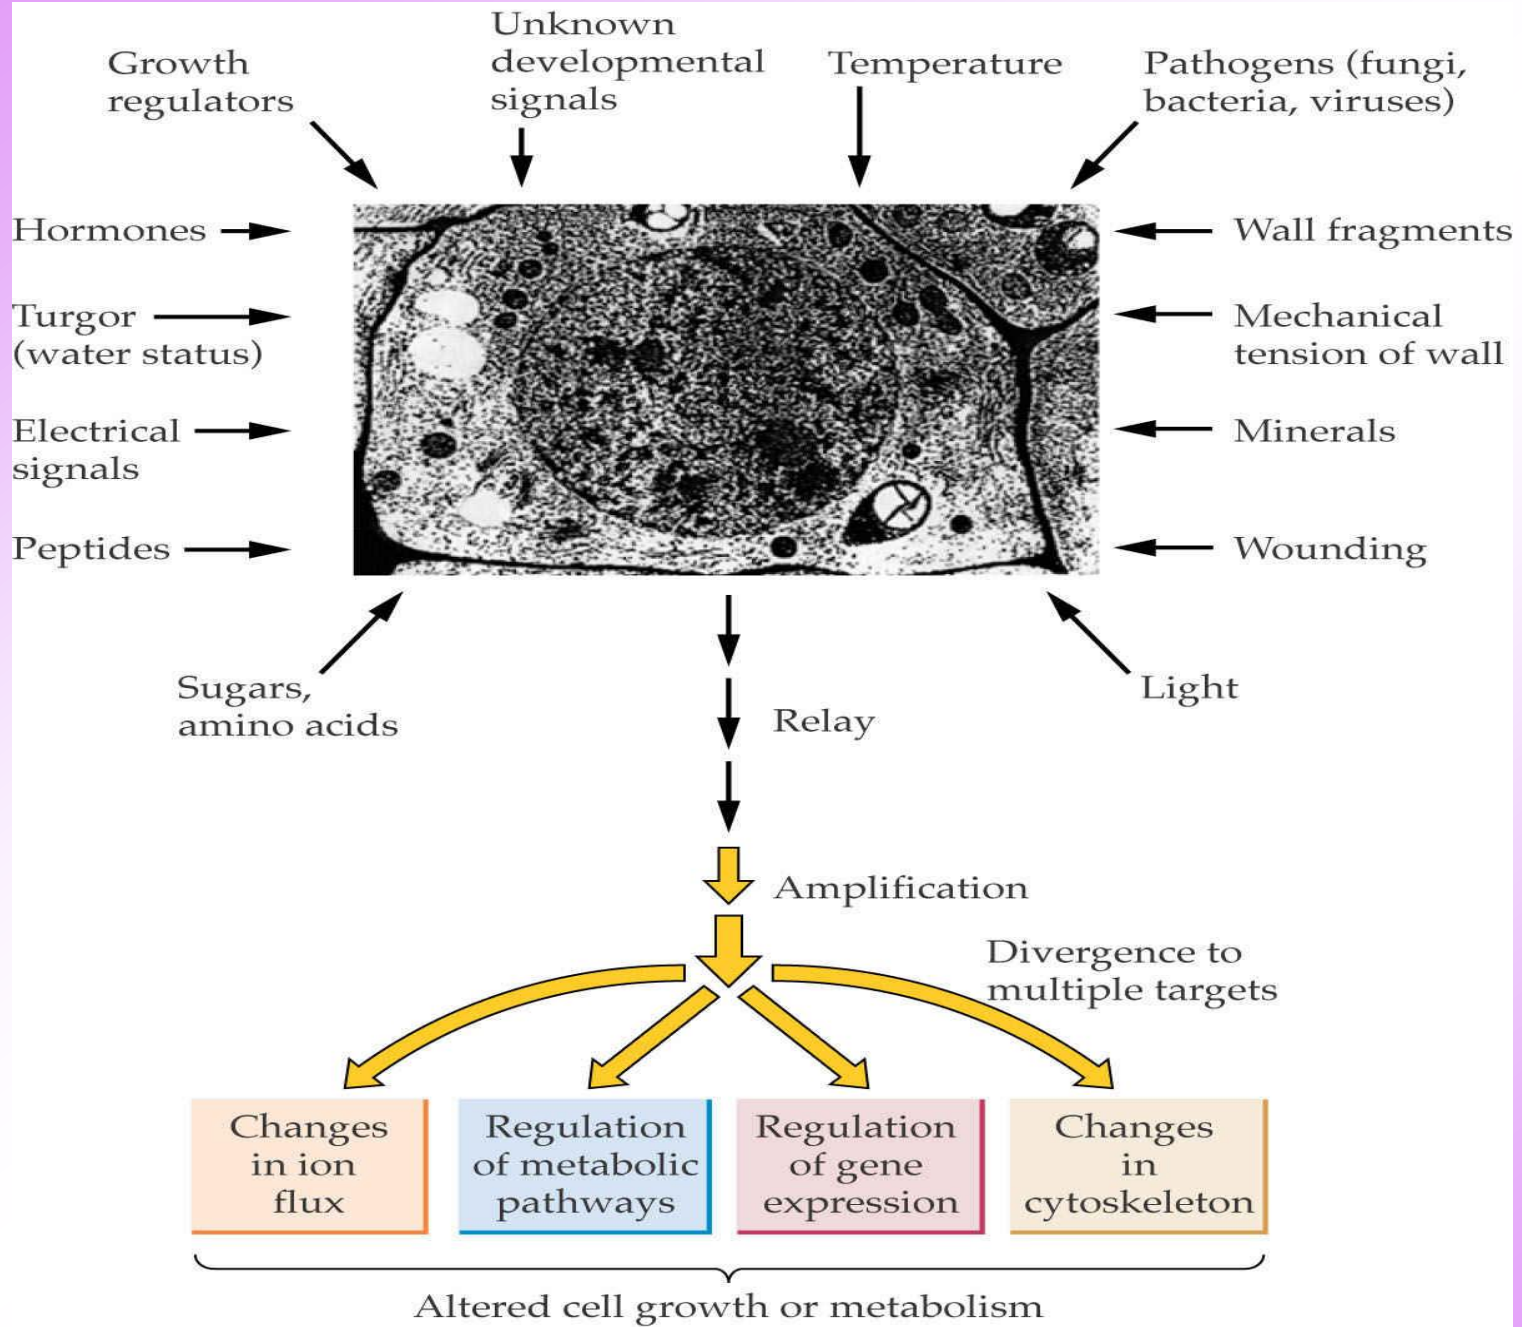 Unknown
developmental
signals
Growth
regulators
Temperature
Pathogens (fungi,
bacteria, viruses)
Hormones
Turgor
(water status)
Electrical
signals
Peptides
Wall fragments
Mechanical
tension of wall
Minerals
Wounding
Sugars,
amino acids
Light
Relay
Amplification
Divergence to
multiple targets
Changes
in ion
flux
Regulation
of metabolic
pathways
Regulation
of gene
expression
Changes
in
cytoskeleton
Altered cell growth or metabolism